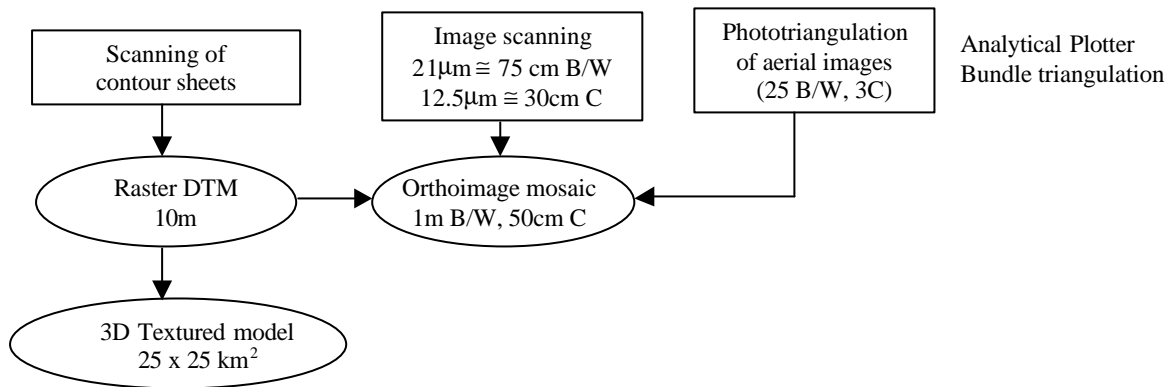 Scanning of
contour sheets
Image scanning
21μm ≅ 75 cm B/W
12.5μm ≅ 30cm C
Phototriangulation
of aerial images
(25 B/W, 3C)
Analytical Plotter
Bundle triangulation
Raster DTM
10m
Orthoimage mosaic
1m B/W, 50cm C
3D Textured model
25 x 25 km²